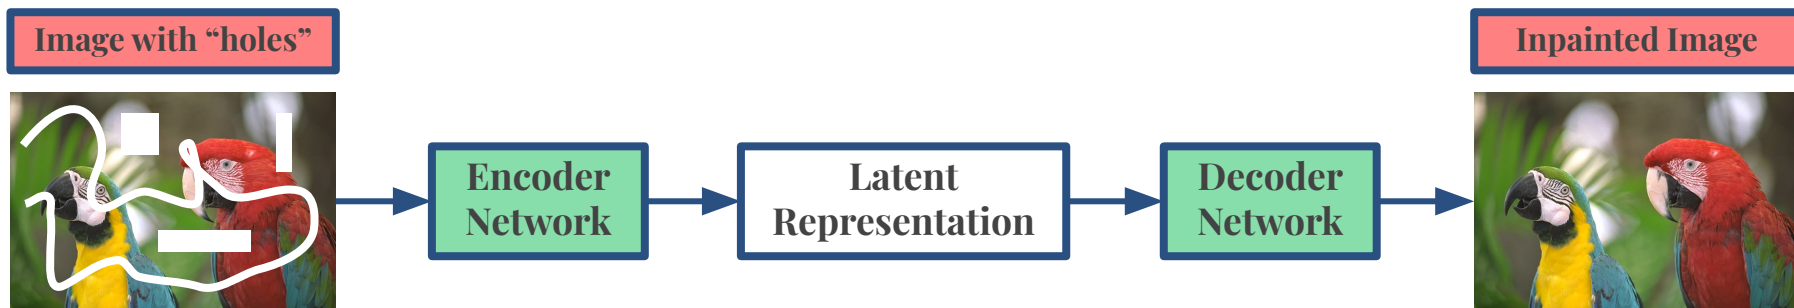 Image with “holes”
Inpainted Image
Encoder
Network
Latent
Representation
Decoder
Network